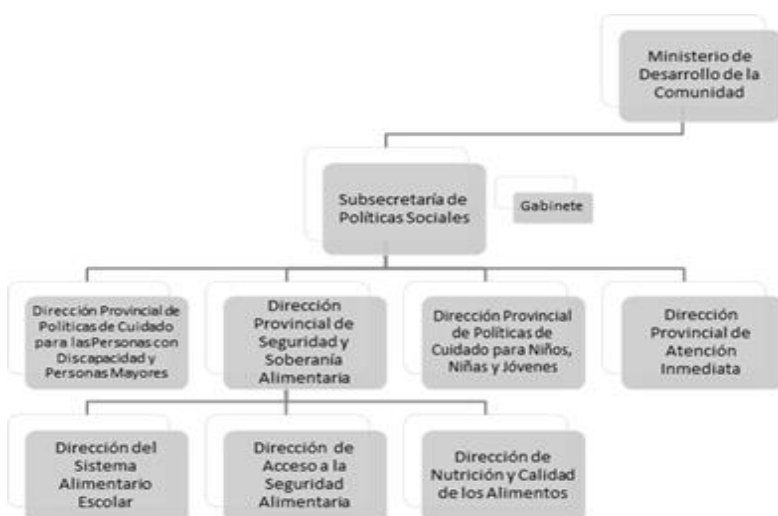 Ministerio de
Desarrollo de la
Comunidad
Subsecretaría de
Políticas Sociales
Gabinete
Dirección Provincial de
Políticas de Cuidado
para las Personas con
Discapacidad y
Personas Mayores
Dirección
Provincial de
Seguridad y
Soberanía
Alimentaria
Dirección Provincial
de Políticas de
Cuidado para Niños,
Niñas y Jóvenes
Dirección
Provincial de
Atención
Inmediata
Dirección del
Sistema
Alimentario
Escolar
Dirección de
Acceso a la
Seguridad
Alimentaria
Dirección de
Nutrición y Calidad
de los Alimentos